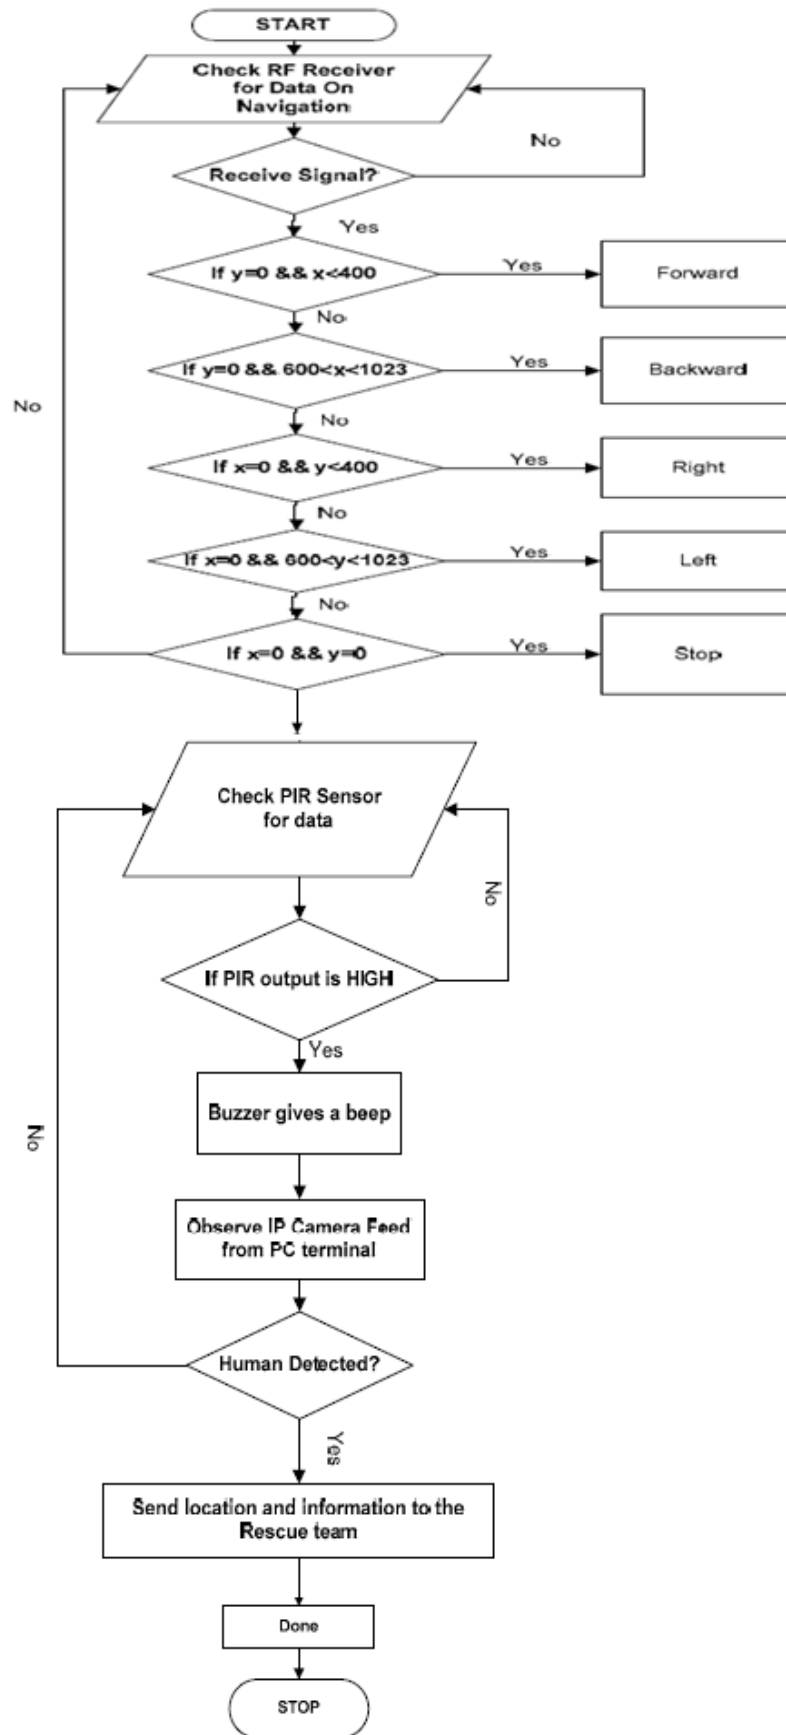 START
Check RF Receiver
for Data On
Navigation
No
Receive Signal?
Yes
If y=0 && x<400
Yes
Forward
No
If y=0 && 600<x<1023
Yes
Backward
No
No
If x=0 && y<400
Yes
Right
No
If x=0 && 600<y<1023
Yes
Left
No
If x=0 && y=0
Yes
Stop
Check PIR Sensor
for data
No
If PIR output is HIGH
Yes
Buzzer gives a beep
No
Observe IP Camera Feed
from PC terminal
Human Detected?
Yes
Send location and information to the
Rescue team
Done
STOP